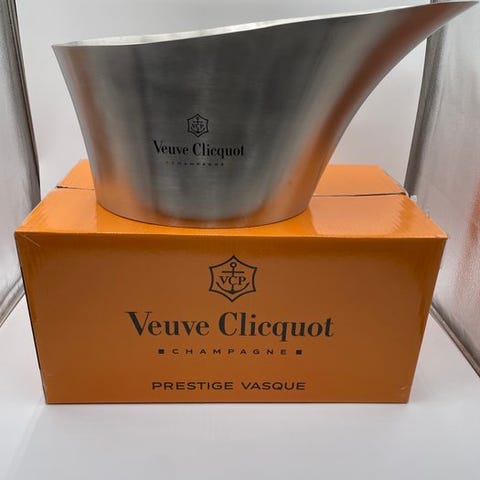 VCP
Veuve Clicquot
CHAMPAGNE
VCP
Veuve Clicquot
CHAMPAGNE
PRESTIGE VASQUE